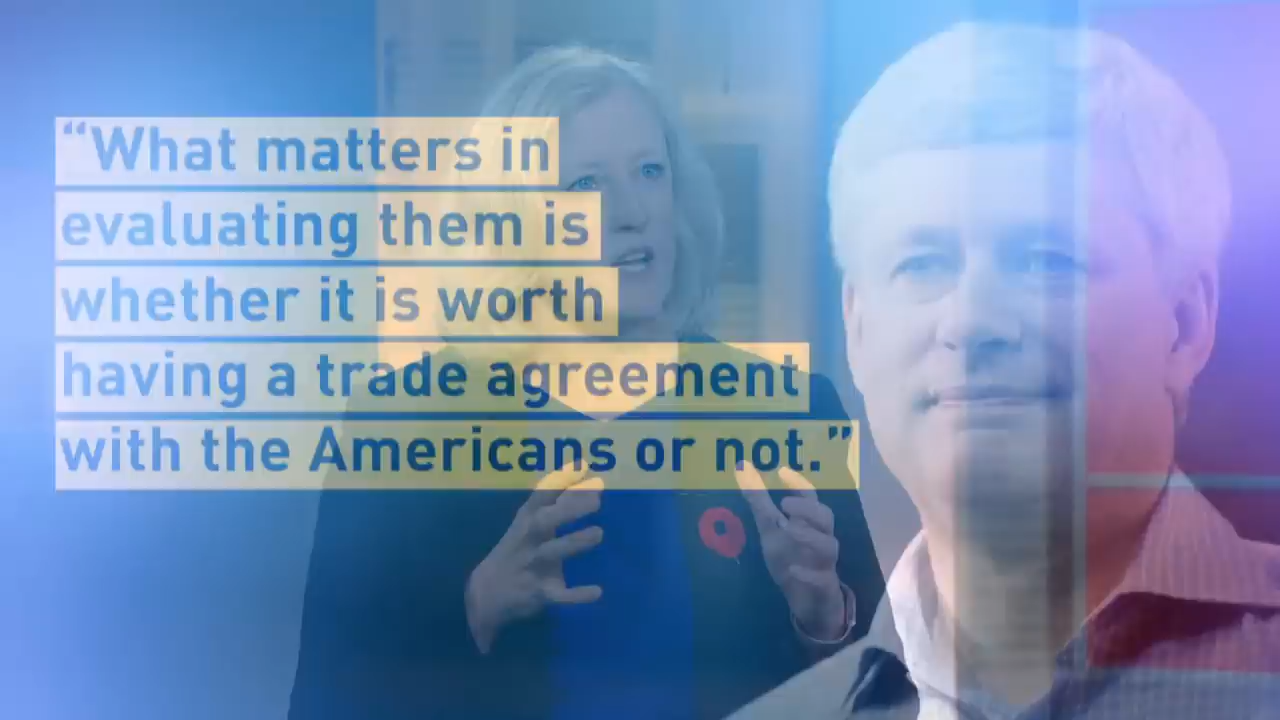 “What matters in
evaluating them is
whether it is worth
having a trade agreement
with the Americans or not.”